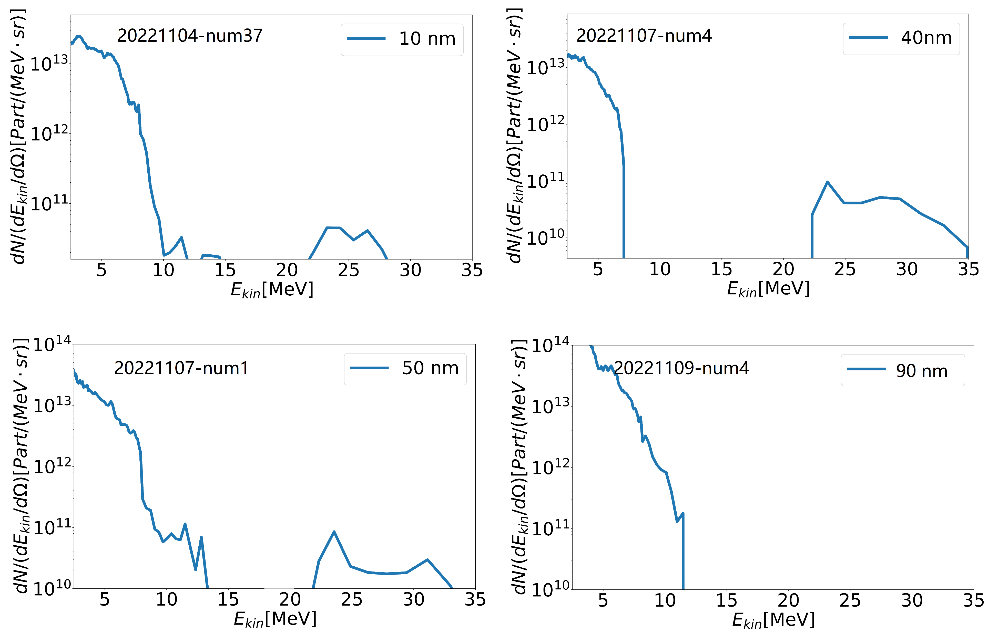 dN/(dE_kin/dΩ)[Part/(MeV·sr)]
20221104-num37
10 nm
10^13
10^12
10^11
5 10 15 20 25 30 35
E_kin[MeV]
dN/(dE_kin/dΩ)[Part/(MeV·sr)]
20221107-num4
40nm
10^13
10^12
10^11
10^10
5 10 15 20 25 30 35
E_kin[MeV]
dN/(dE_kin/dΩ)[Part/(MeV·sr)]
10^14
20221107-num1
50 nm
10^13
10^12
10^11
10^10
5 10 15 20 25 30 35
E_kin[MeV]
dN/(dE_kin/dΩ)[Part/(MeV·sr)]
10^14
20221109-num4
90 nm
10^13
10^12
10^11
10^10
5 10 15 20 25 30 35
E_kin[MeV]